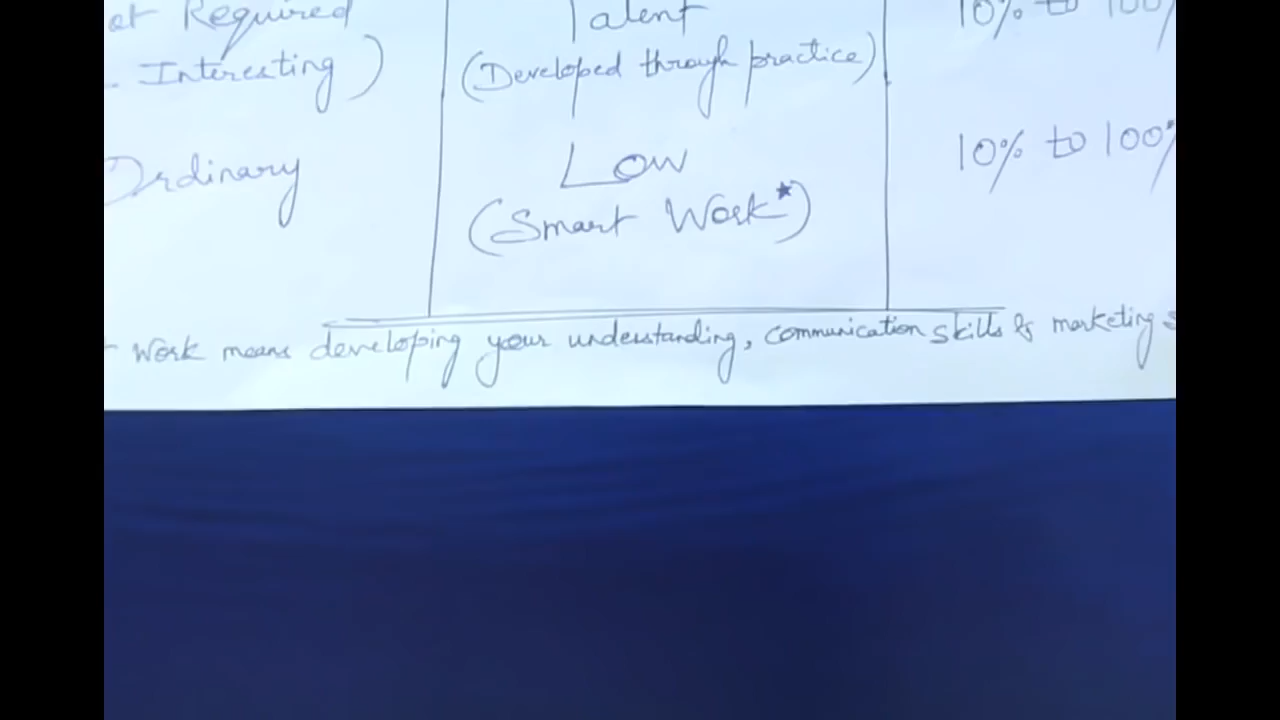 Required Talent 10% to 100%
Interesting) (Developed through practice)
Ordinary Low 10% to 100%
(Smart Work*)
Work means developing your understanding, communication skills & marketing